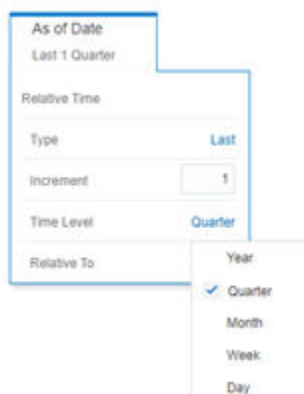 As of Date
Last 1 Quarter
Relative Time
Type Last
Increment 1
Time Level Quarter
Relative To
Year
Quarter
Month
Week
Day